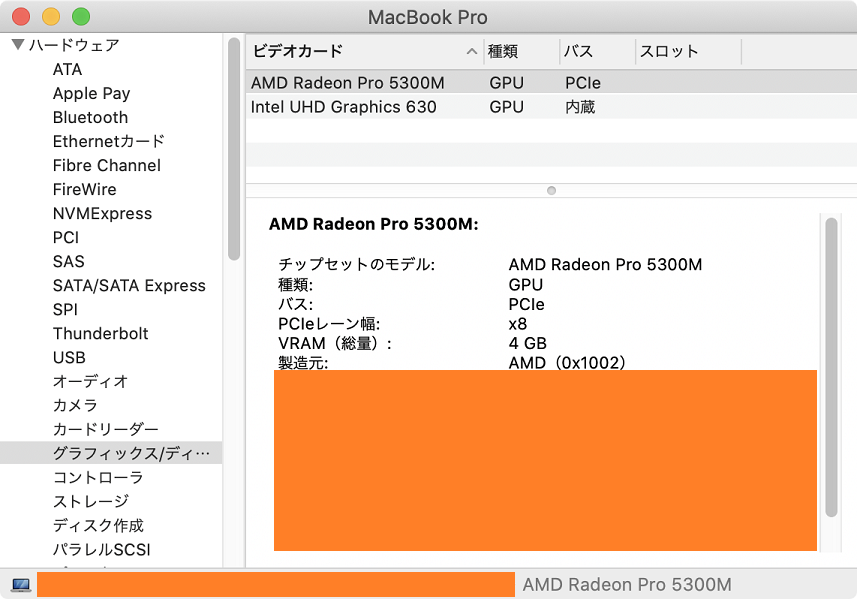 MacBook Pro
ハードウェア
ATA
Apple Pay
Bluetooth
Ethernetカード
Fibre Channel
FireWire
NVMExpress
PCI
SAS
SATA/SATA Express
SPI
Thunderbolt
USB
オーディオ
カメラ
カードリーダー
グラフィックス/ディ…
コントローラ
ストレージ
ディスク作成
パラレルSCSI
ビデオカード 種類 バス スロット
AMD Radeon Pro 5300M GPU PCIe
Intel UHD Graphics 630 GPU 内蔵
AMD Radeon Pro 5300M:
チップセットのモデル: AMD Radeon Pro 5300M
種類: GPU
バス: PCIe
PCIeレーン幅: x8
VRAM（総量）: 4 GB
製造元: AMD（0x1002）
AMD Radeon Pro 5300M